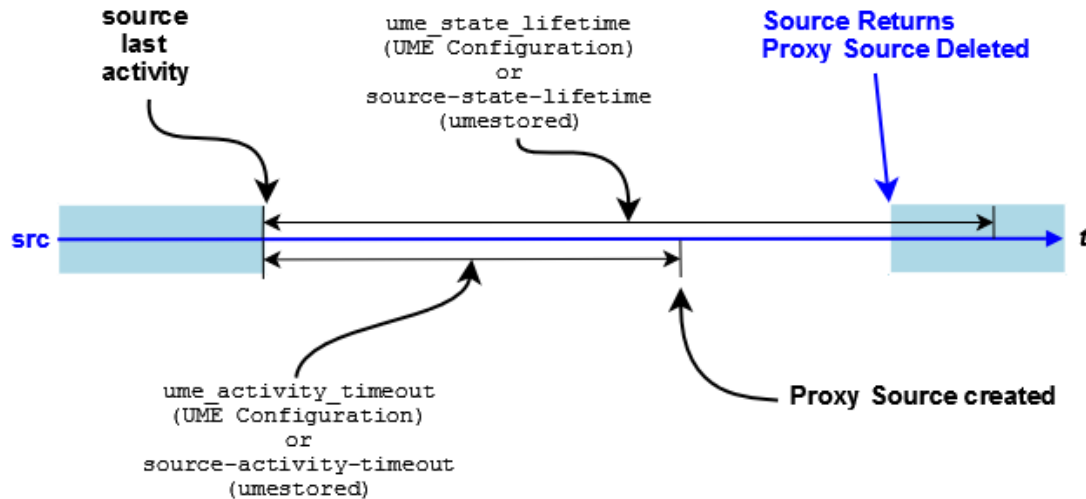 source
last
activity
ume_state_lifetime
(UME Configuration)
or
source-state-lifetime
(umestored)
Source Returns
Proxy Source Deleted
src
t
ume_activity_timeout
(UME Configuration)
or
source-activity-timeout
(umestored)
Proxy Source created